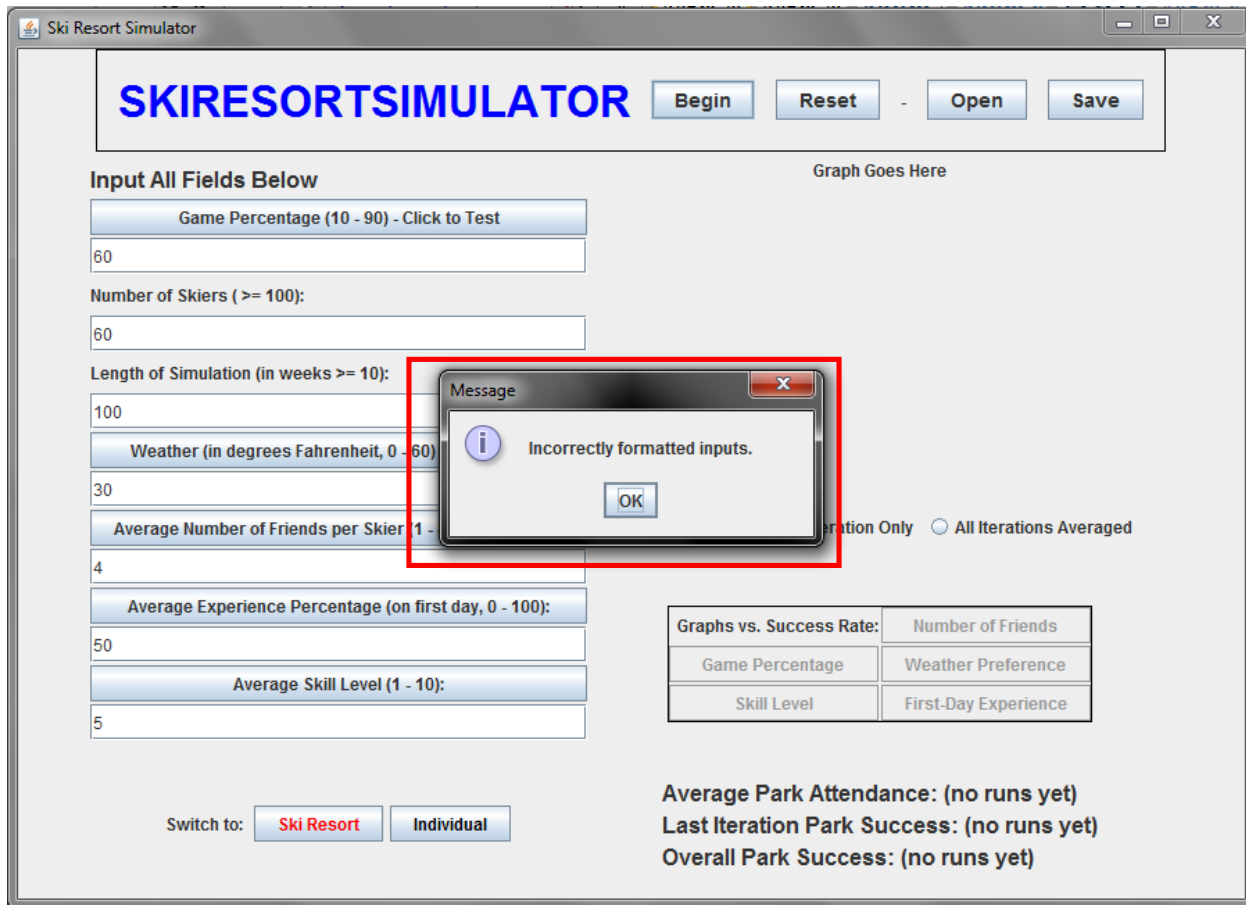 Ski Resort Simulator
SKIRESORTSIMULATOR Begin Reset - Open Save
Input All Fields Below
Graph Goes Here
Game Percentage (10 - 90) - Click to Test
60
Number of Skiers ( >= 100):
60
Length of Simulation (in weeks >= 10):
100
Weather (in degrees Fahrenheit, 0 - 60)
30
Average Number of Friends per Skier (1 -
4
Average Experience Percentage (on first day, 0 - 100):
50
Average Skill Level (1 - 10):
5
Switch to: Ski Resort Individual
Message
Incorrectly formatted inputs.
OK
Only All Iterations Averaged
Graphs vs. Success Rate: Number of Friends
Game Percentage Weather Preference
Skill Level First-Day Experience
Average Park Attendance: (no runs yet)
Last Iteration Park Success: (no runs yet)
Overall Park Success: (no runs yet)